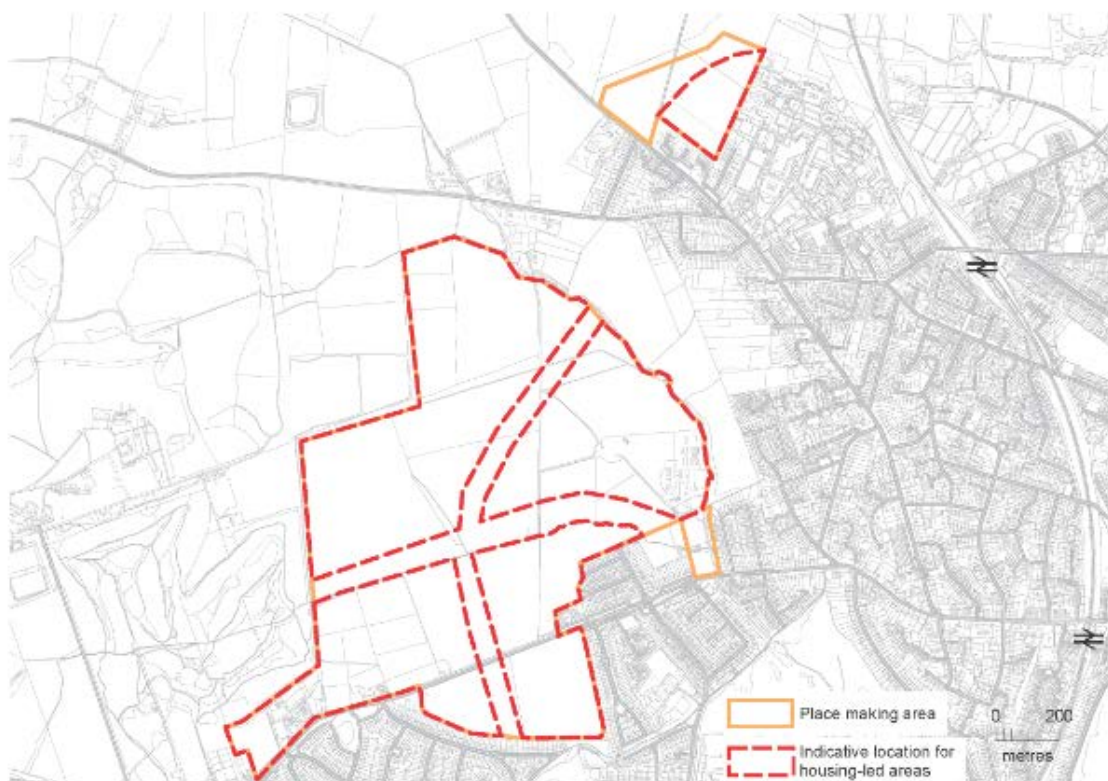 Place making area
Indicative location for
housing-led areas
0 200
metres